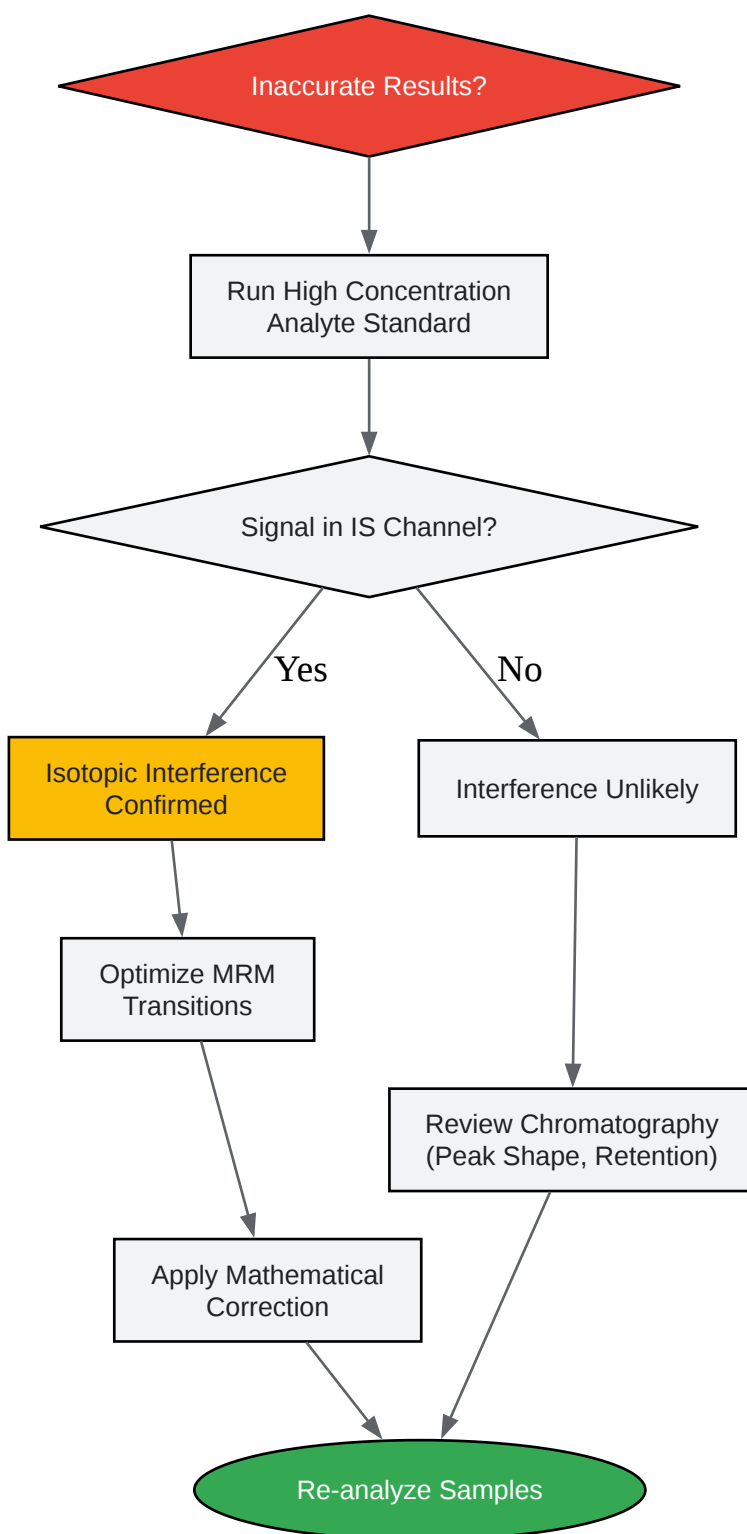 Inaccurate Results?
Run High Concentration
Analyte Standard
Signal in IS Channel?
Yes
No
Isotopic Interference
Confirmed
Interference Unlikely
Optimize MRM
Transitions
Review Chromatography
(Peak Shape, Retention)
Apply Mathematical
Correction
Re-analyze Samples